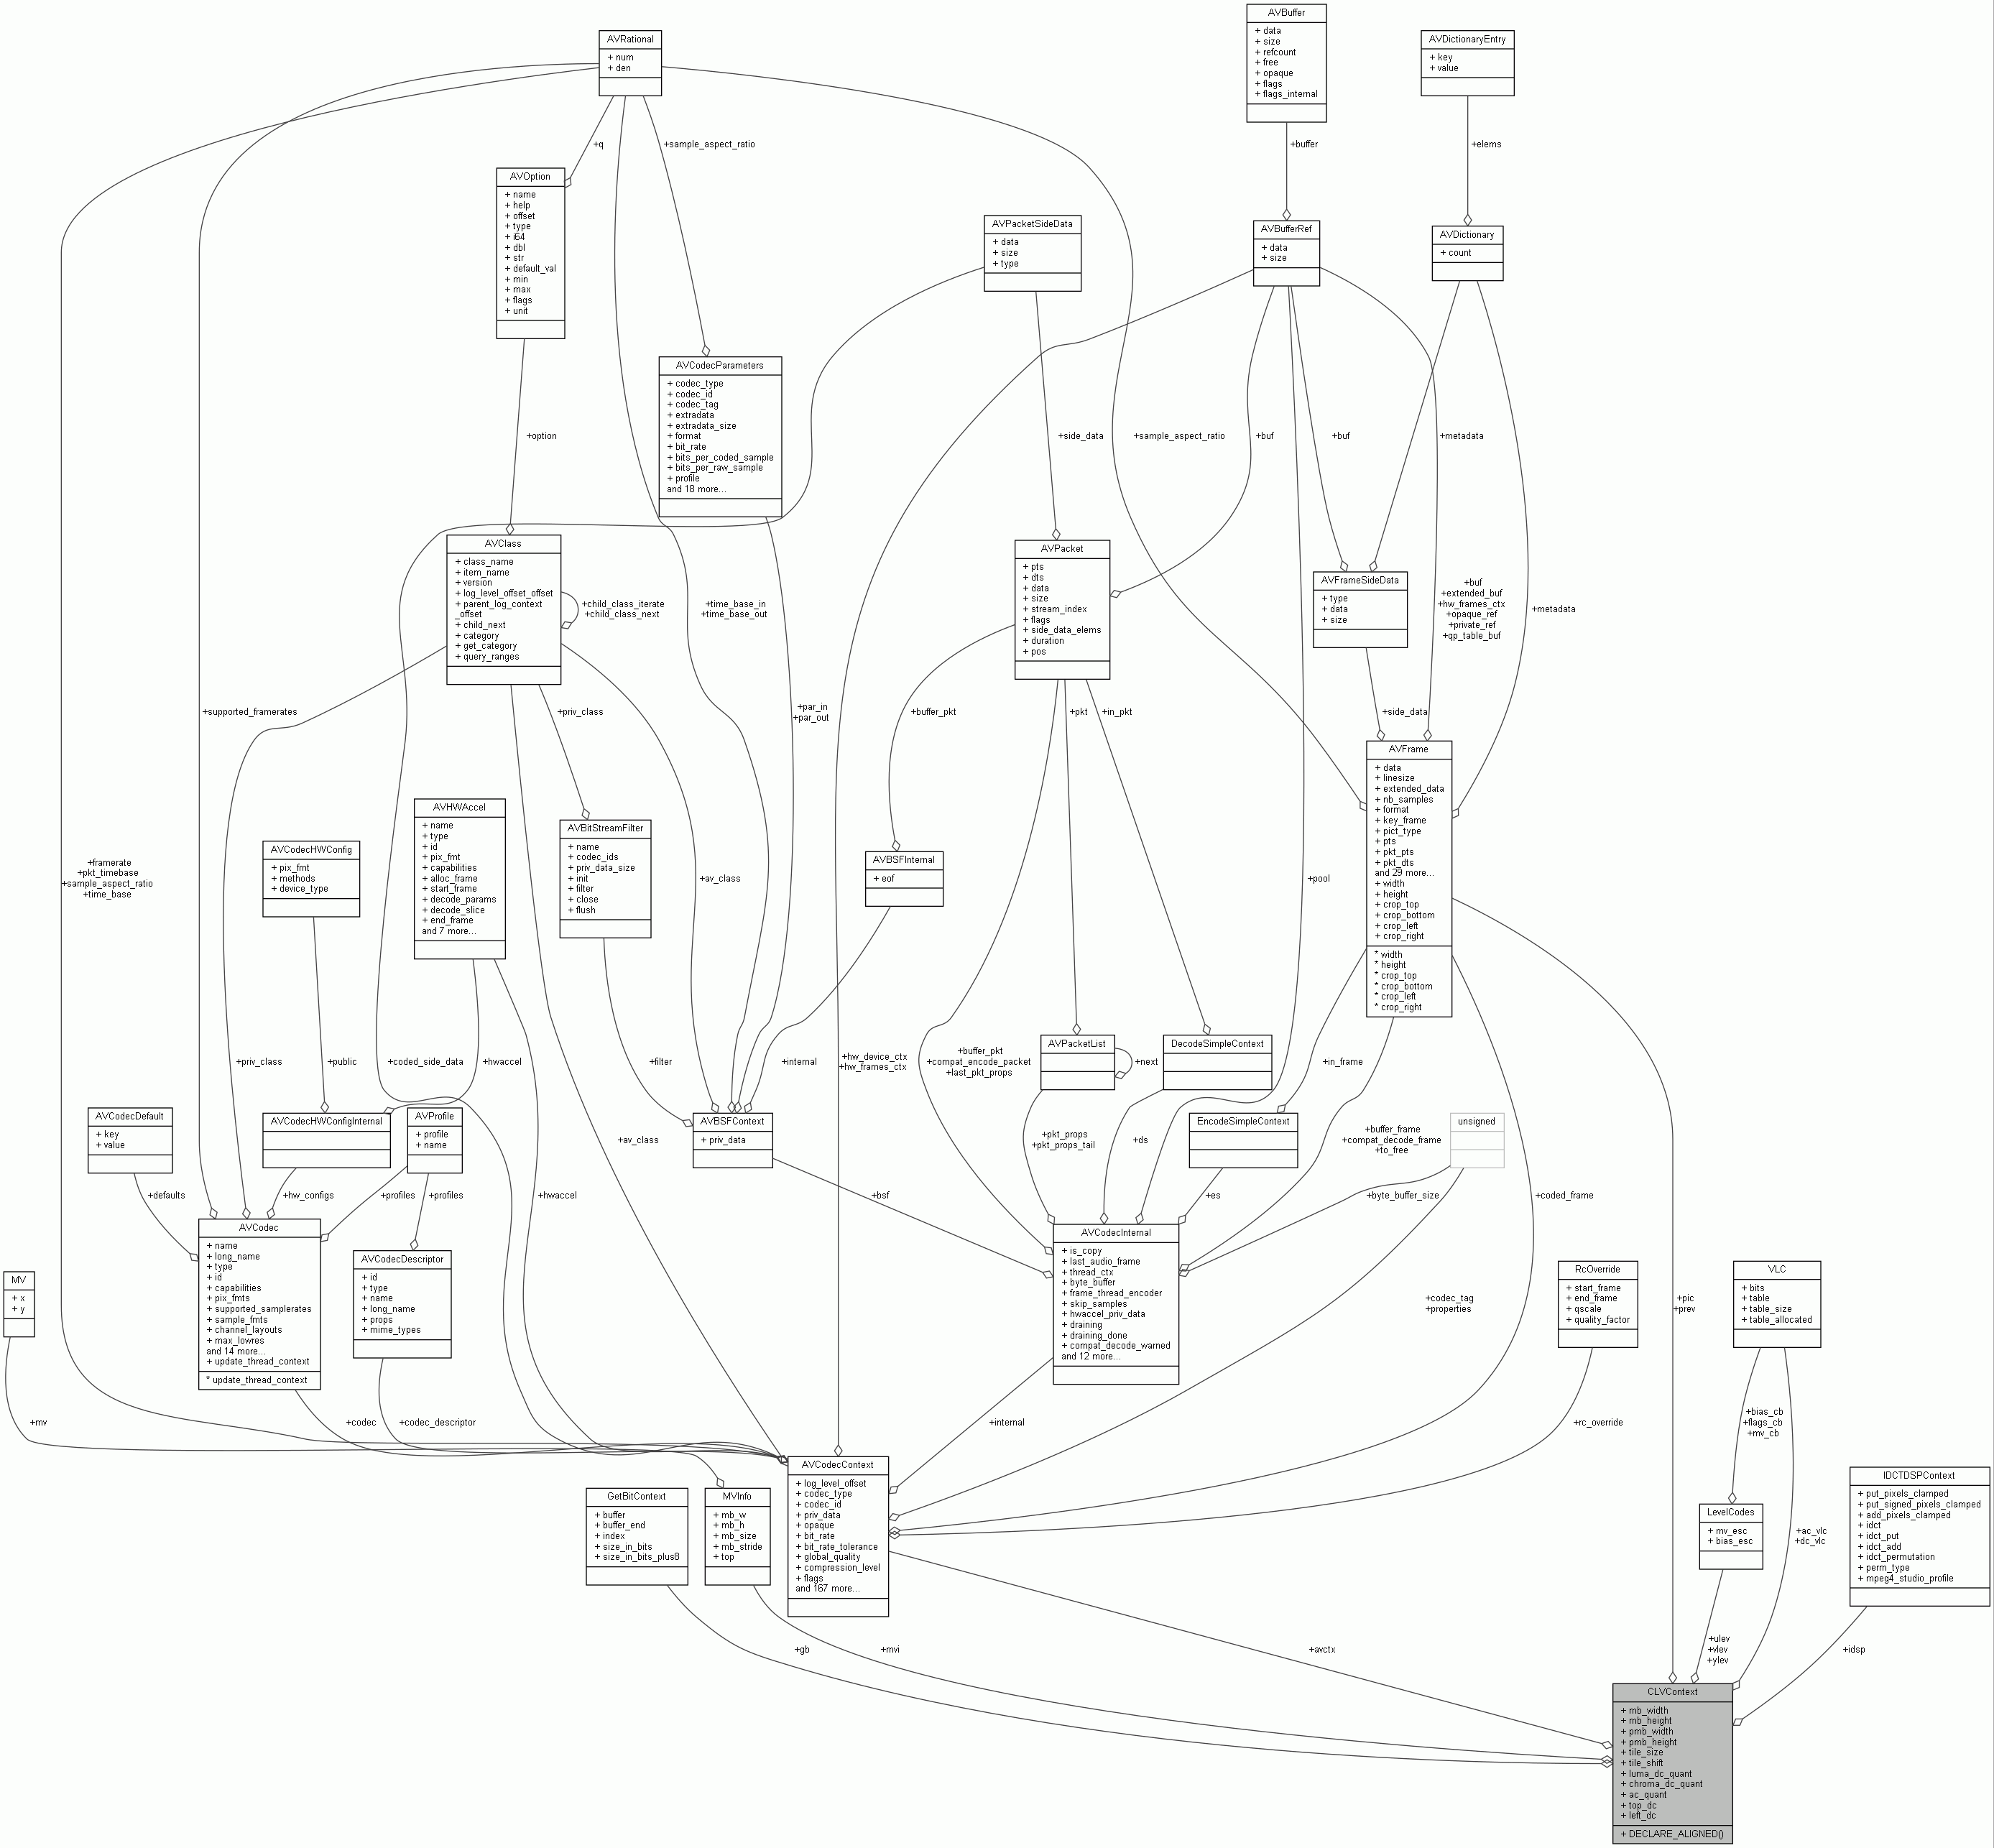 AVBuffer
+ data
+ size
+ refcount
+ free
+ opaque
+ flags
+ flags_internal
AVRational
+ num
+ den
AVDictionaryEntry
+ key
+ value
+q
+sample_aspect_ratio
+buffer
+elems
AVOption
+ name
+ help
+ offset
+ type
+ i64
+ dbl
+ str
+ default_val
+ min
+ max
+ flags
+ unit
AVPacketSideData
+ data
+ size
+ type
AVBufferRef
+ data
+ size
AVDictionary
+ count
AVCodecParameters
+ codec_type
+ codec_id
+ codec_tag
+ extradata
+ extradata_size
+ format
+ bit_rate
+ bits_per_coded_sample
+ bits_per_raw_sample
+ profile
and 18 more...
+option
+side_data
+sample_aspect_ratio
+buf
+buf
+metadata
AVClass
+ class_name
+ item_name
+ version
+ log_level_offset_offset
+ parent_log_context
_offset
+ child_next
+ category
+ get_category
+ query_ranges
+child_class_iterate
+child_class_next
+time_base_in
+time_base_out
AVPacket
+ pts
+ dts
+ data
+ size
+ stream_index
+ flags
+ side_data_elems
+ duration
+ pos
AVFrameSideData
+ type
+ data
+ size
+buf
+extended_buf
+hw_frames_ctx
+opaque_ref
+private_ref
+qp_table_buf
+metadata
+supported_framerates
+priv_class
+par_in
+par_out
+buffer_pkt
+pkt
+in_pkt
+side_data
AVFrame
+ data
+ linesize
+ extended_data
+ nb_samples
+ format
+ key_frame
+ pict_type
+ pts
+ pkt_pts
+ pkt_dts
and 29 more...
+ width
+ height
+ crop_top
+ crop_bottom
+ crop_left
+ crop_right
* width
* height
* crop_top
* crop_bottom
* crop_left
* crop_right
AVHWAccel
+ name
+ type
+ id
+ pix_fmt
+ capabilities
+ alloc_frame
+ start_frame
+ decode_params
+ decode_slice
+ end_frame
and 7 more...
AVBitStreamFilter
+ name
+ codec_ids
+ priv_data_size
+ init
+ filter
+ close
+ flush
AVCodecHWConfig
+ pix_fmt
+ methods
+ device_type
AVBSFInternal
+ eof
+framerate
+pkt_timebase
+sample_aspect_ratio
+time_base
+av_class
+pool
+priv_class
+public
+coded_side_data
+hwaccel
+filter
+internal
+hw_device_ctx
+hw_frames_ctx
+buffer_pkt
+compat_encode_packet
+last_pkt_props
AVPacketList
+next
DecodeSimpleContext
+in_frame
AVCodecDefault
+ key
+ value
AVCodecHWConfigInternal
AVProfile
+ profile
+ name
AVBSFContext
+ priv_data
EncodeSimpleContext
unsigned
+av_class
+pkt_props
+pkt_props_tail
+ds
+buffer_frame
+compat_decode_frame
+to_free
+defaults
+hw_configs
+profiles
+profiles
+hwaccel
+bsf
+es
+byte_buffer_size
+coded_frame
AVCodec
+ name
+ long_name
+ type
+ id
+ capabilities
+ pix_fmts
+ supported_samplerates
+ sample_fmts
+ channel_layouts
+ max_lowres
and 14 more...
+ update_thread_context
* update_thread_context
AVCodecDescriptor
+ id
+ type
+ name
+ long_name
+ props
+ mime_types
AVCodecInternal
+ is_copy
+ last_audio_frame
+ thread_ctx
+ byte_buffer
+ frame_thread_encoder
+ skip_samples
+ hwaccel_priv_data
+ draining
+ draining_done
+ compat_decode_warned
and 12 more...
MV
+ x
+ y
+codec_tag
+properties
RcOverride
+ start_frame
+ end_frame
+ qscale
+ quality_factor
+pic
+prev
VLC
+ bits
+ table
+ table_size
+ table_allocated
+mv
+codec
+codec_descriptor
+internal
+rc_override
+bias_cb
+flags_cb
+mv_cb
GetBitContext
+ buffer
+ buffer_end
+ index
+ size_in_bits
+ size_in_bits_plus8
MVInfo
+ mb_w
+ mb_h
+ mb_size
+ mb_stride
+ top
AVCodecContext
+ log_level_offset
+ codec_type
+ codec_id
+ priv_data
+ opaque
+ bit_rate
+ bit_rate_tolerance
+ global_quality
+ compression_level
+ flags
and 167 more...
LevelCodes
+ mv_esc
+ bias_esc
+ac_vlc
+dc_vlc
IDCTDSPContext
+ put_pixels_clamped
+ put_signed_pixels_clamped
+ add_pixels_clamped
+ idct
+ idct_put
+ idct_add
+ idct_permutation
+ perm_type
+ mpeg4_studio_profile
+gb
+mvi
+avctx
+ulev
+vlev
+ylev
+idsp
CLVContext
+ mb_width
+ mb_height
+ pmb_width
+ pmb_height
+ tile_size
+ tile_shift
+ luma_dc_quant
+ chroma_dc_quant
+ ac_quant
+ top_dc
+ left_dc
+ DECLARE_ALIGNED()